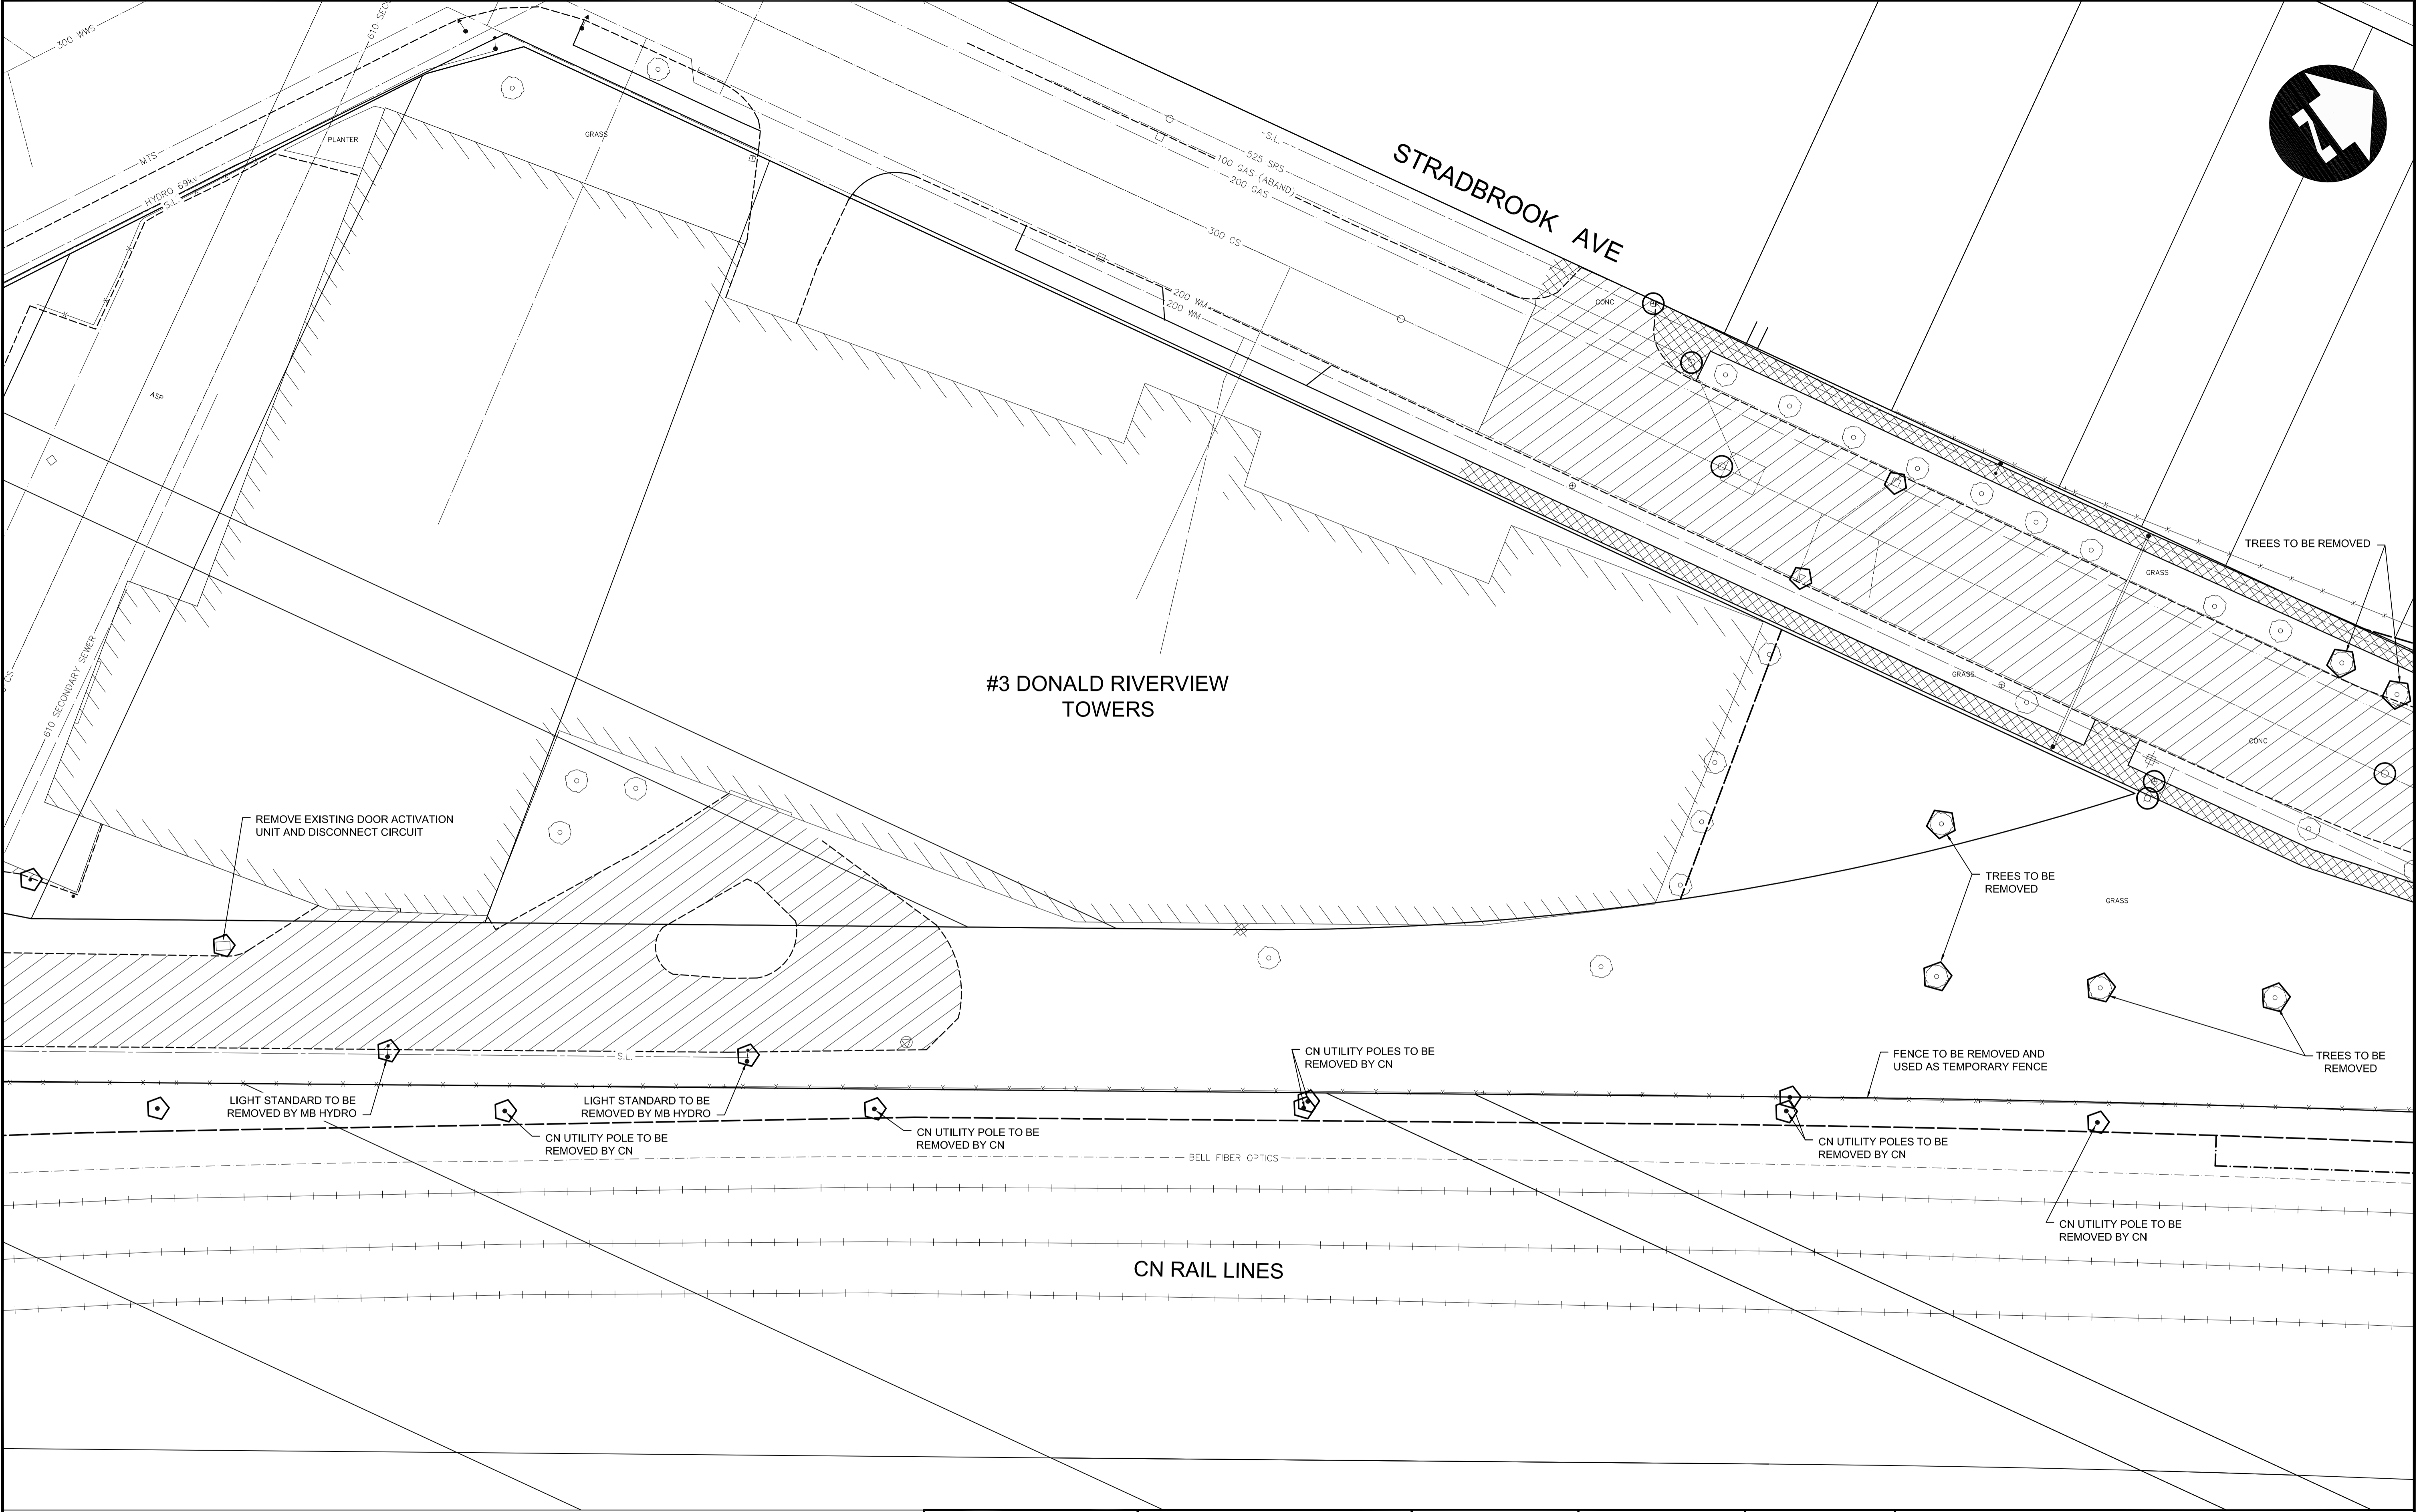 300 WWS
610 SEC
MTS
HYDRO 69kv
S.L.
PLANTER
GRASS
ASP
S.L.
525 SRS
100 GAS (ABAND)
200 GAS
300 CS
STRADBROOK AVE
N
200 WM
200 WM
CONC
TREES TO BE REMOVED
GRASS
GRASS
CONC
CS
610 SECONDARY SEWER
#3 DONALD RIVERVIEW
TOWERS
REMOVE EXISTING DOOR ACTIVATION
UNIT AND DISCONNECT CIRCUIT
TREES TO BE
REMOVED
GRASS
S.L.
CN UTILITY POLES TO BE
REMOVED BY CN
FENCE TO BE REMOVED AND
USED AS TEMPORARY FENCE
TREES TO BE
REMOVED
LIGHT STANDARD TO BE
REMOVED BY MB HYDRO
LIGHT STANDARD TO BE
REMOVED BY MB HYDRO
CN UTILITY POLE TO BE
REMOVED BY CN
CN UTILITY POLE TO BE
REMOVED BY CN
CN UTILITY POLES TO BE
REMOVED BY CN
BELL FIBER OPTICS
CN UTILITY POLE TO BE
REMOVED BY CN
CN RAIL LINES